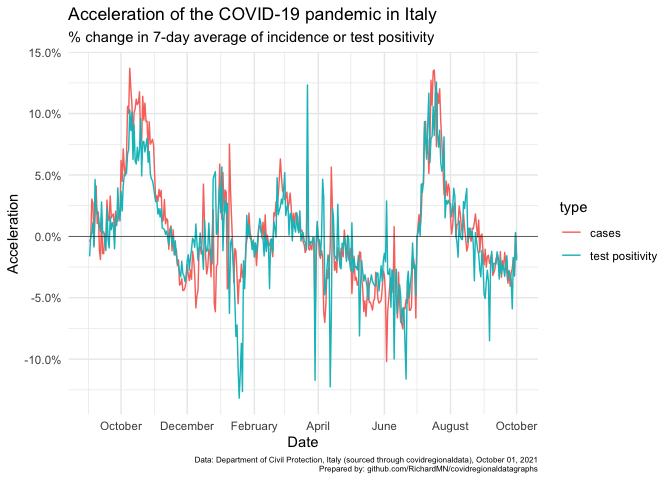 Acceleration of the COVID-19 pandemic in Italy
% change in 7-day average of incidence or test positivity
15.0%
10.0%
5.0%
0.0%
-5.0%
-10.0%
Acceleration
October December February April June August October
Date
type
cases
test positivity
Data: Department of Civil Protection, Italy (sourced through covidregionaldata), October 01, 2021
Prepared by: github.com/RichardMN/covidregionaldatagraphs